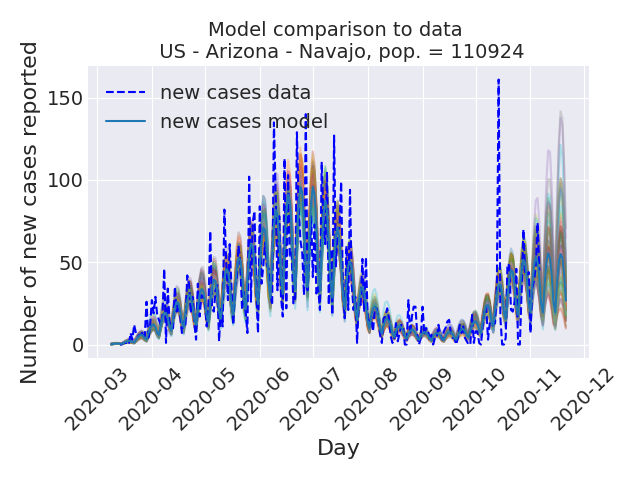 Model comparison to data
US - Arizona - Navajo, pop. = 110924
Number of new cases reported
150
100
50
0
new cases data
new cases model
2020-03
2020-04
2020-05
2020-06
2020-07
2020-08
2020-09
2020-10
2020-11
2020-12
Day